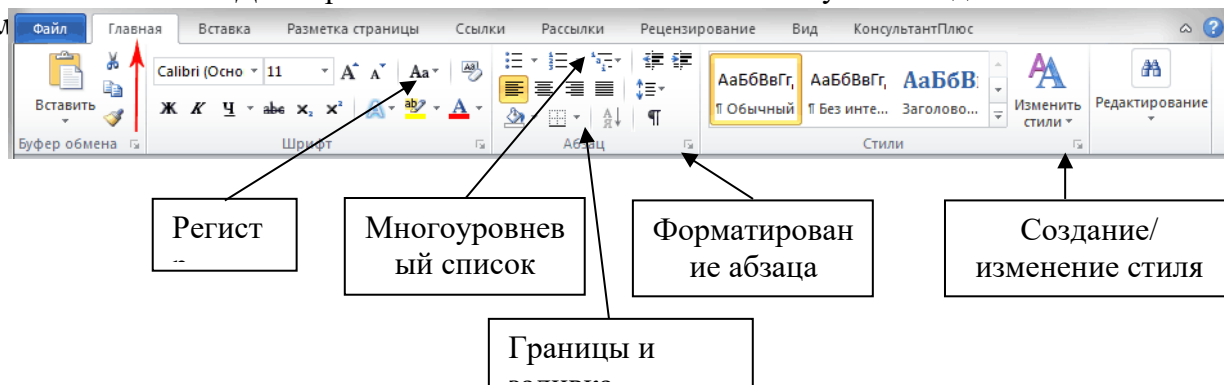 Файл Главная Вставка Разметка страницы Ссылки Рассылки Рецензирование Вид КонсультантПлюс
Calibri (Осно 11 Aa АаБбВвГг, АаБбВвГг, АаБбВ
Вставить Ж К Ч abc x₂ x² А ¶ Обычный ¶ Без инте... Заголово... Изменить стили Редактирование
Буфер обмена Шрифт Абзац Стили
Регист
Многоуровнев
ый список
Форматирован
ие абзаца
Создание/
изменение стиля
Границы и
заливка